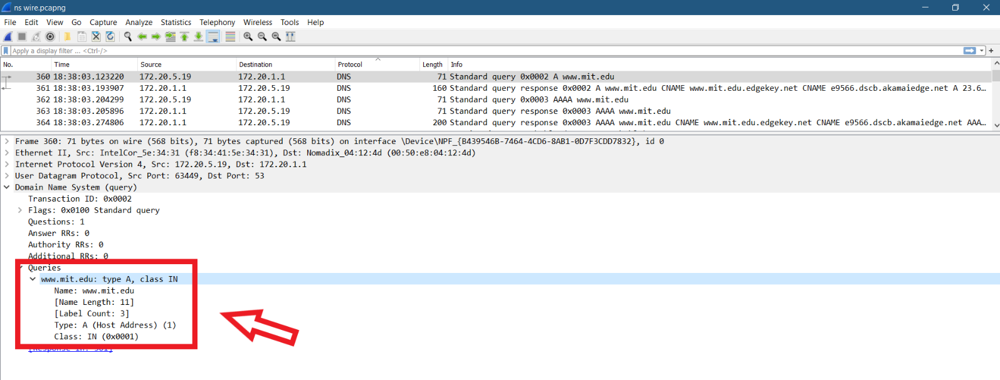 ns wire.pcapng
File Edit View Go Capture Analyze Statistics Telephony Wireless Tools Help
Apply a display filter ... <Ctrl-/>
No. Time Source Destination Protocol Length Info
360 18:38:03.123220 172.20.5.19 172.20.1.1 DNS 71 Standard query 0x0002 A www.mit.edu
361 18:38:03.193907 172.20.1.1 172.20.5.19 DNS 160 Standard query response 0x0002 A www.mit.edu CNAME www.mit.edu.edgekey.net CNAME e9566.dscb.akamaiedge.net A 23.6…
362 18:38:03.204299 172.20.5.19 172.20.1.1 DNS 71 Standard query 0x0003 AAAA www.mit.edu
363 18:38:03.205896 172.20.1.1 172.20.5.19 DNS 71 Standard query response 0x0003 AAAA www.mit.edu
364 18:38:03.274806 172.20.1.1 172.20.5.19 DNS 200 Standard query response 0x0003 AAAA www.mit.edu CNAME www.mit.edu.edgekey.net CNAME e9566.dscb.akamaiedge.net AAA…
Frame 360: 71 bytes on wire (568 bits), 71 bytes captured (568 bits) on interface \Device\NPF_{B439546B-7464-4CD6-8AB1-0D7F3CDD7832}, id 0
Ethernet II, Src: IntelCor_5e:34:31 (f8:34:41:5e:34:31), Dst: Nomadix_04:12:4d (00:50:e8:04:12:4d)
Internet Protocol Version 4, Src: 172.20.5.19, Dst: 172.20.1.1
User Datagram Protocol, Src Port: 63449, Dst Port: 53
Domain Name System (query)
Transaction ID: 0x0002
Flags: 0x0100 Standard query
Questions: 1
Answer RRs: 0
Authority RRs: 0
Additional RRs: 0
Queries
www.mit.edu: type A, class IN
Name: www.mit.edu
[Name Length: 11]
[Label Count: 3]
Type: A (Host Address) (1)
Class: IN (0x0001)
[Response In: 361]